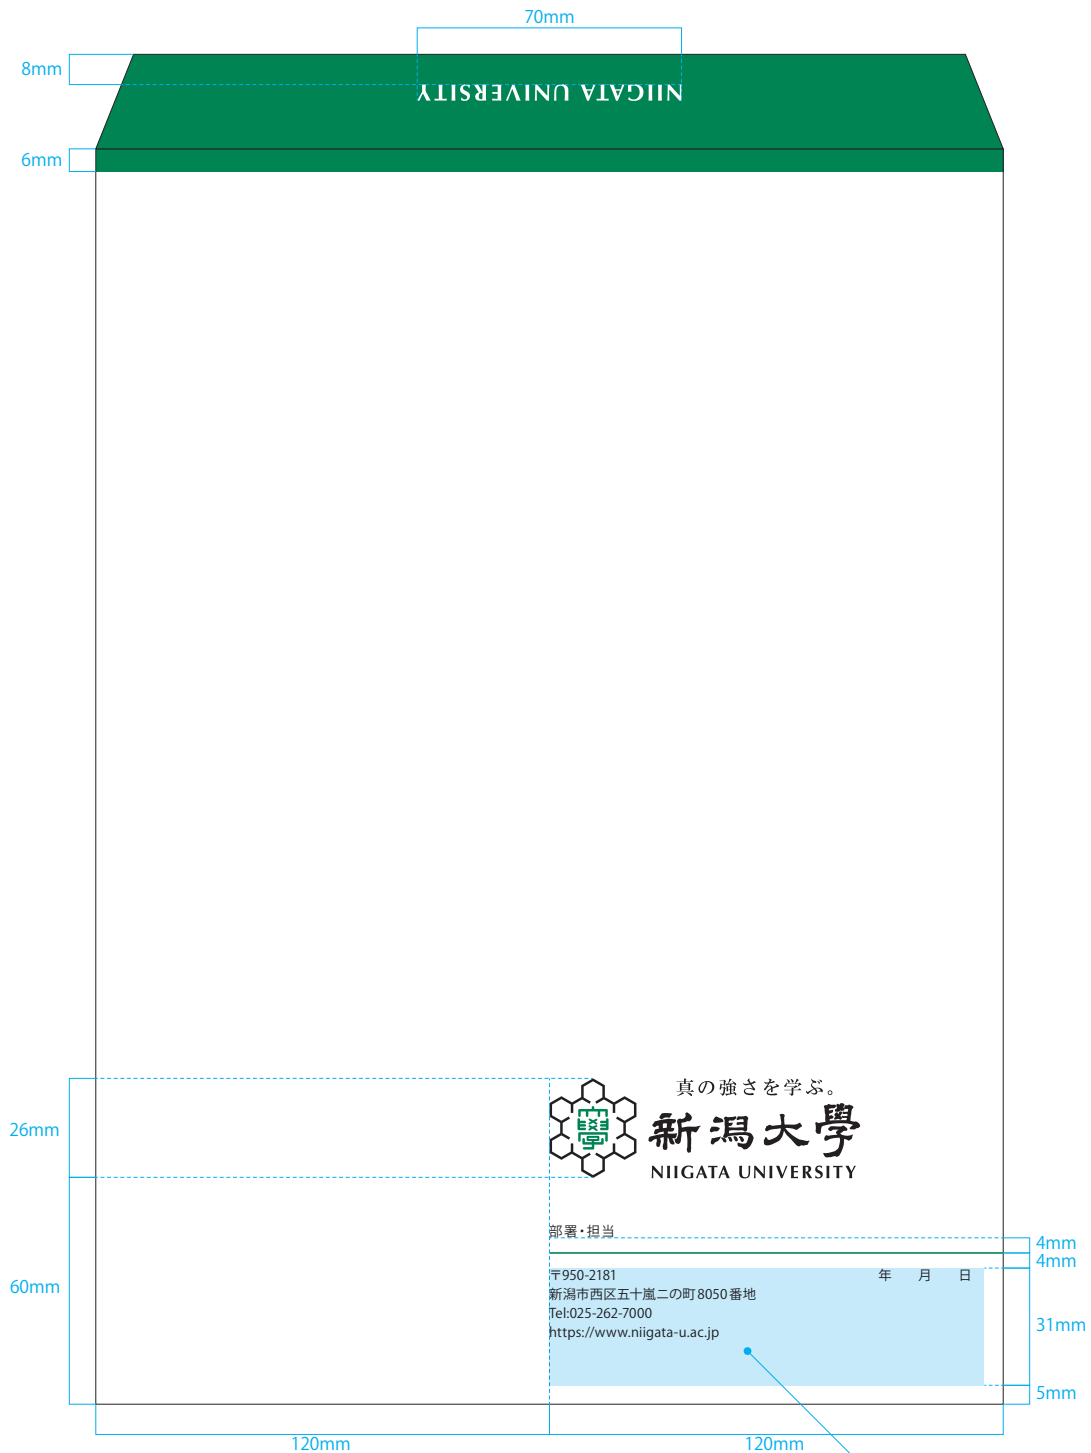 70mm
8mm
NIIGATA UNIVERSITY
6mm
26mm
真の強さを学ぶ。
新潟大學
NIIGATA UNIVERSITY
部署・担当
4mm
4mm
60mm
〒950-2181 年 月 日
新潟市西区五十嵐二の町8050番地
Tel:025-262-7000
https://www.niigata-u.ac.jp
31mm
5mm
120mm 120mm